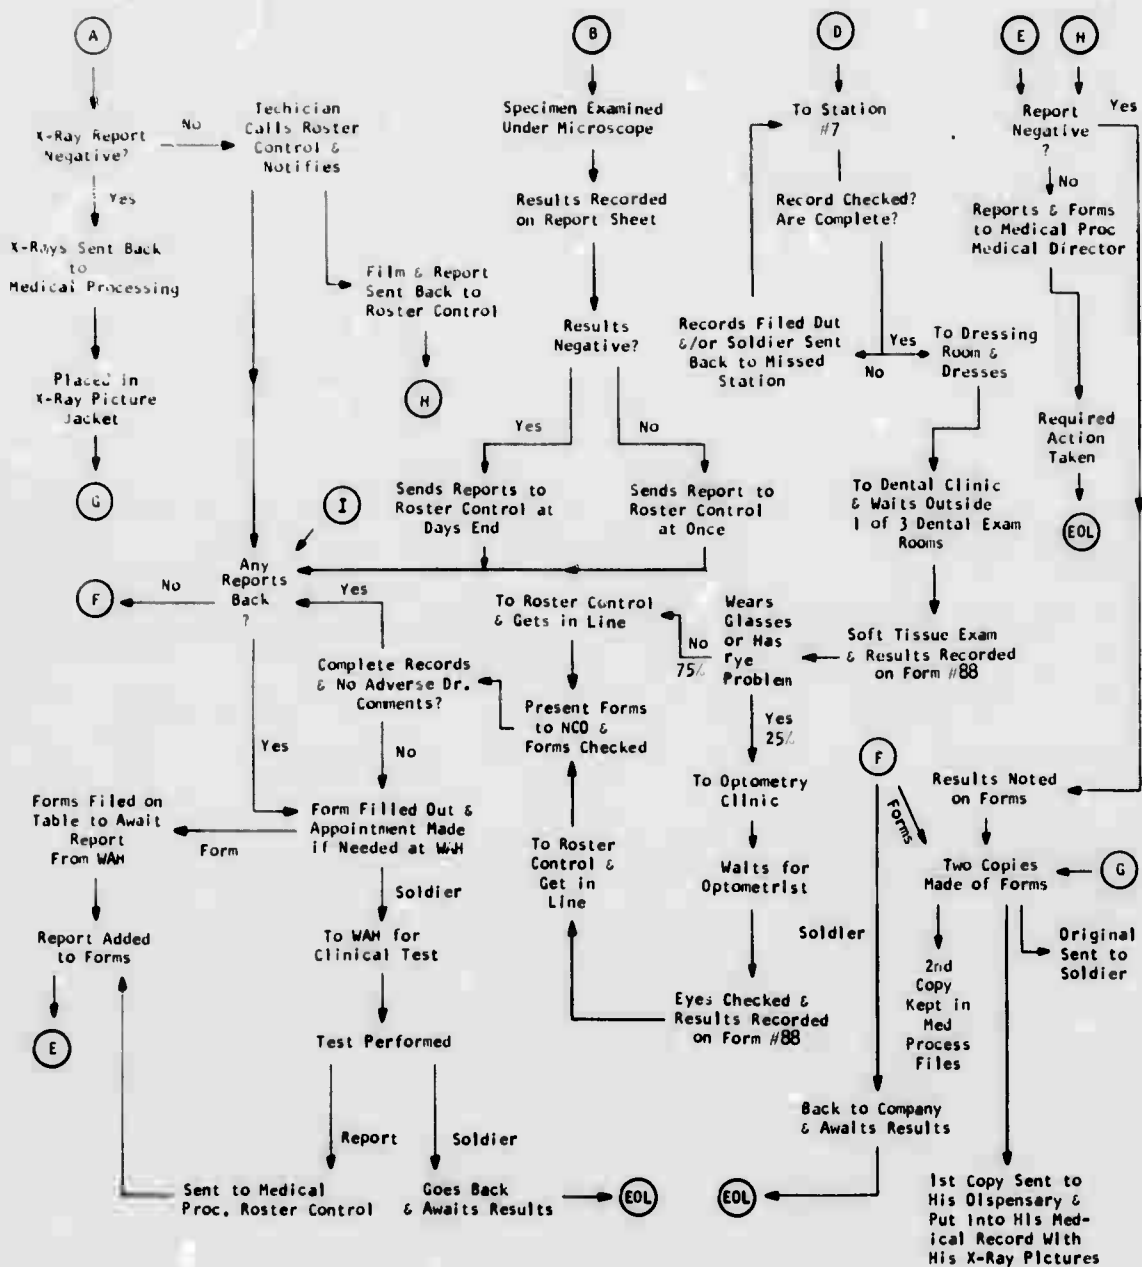 A
X-Ray Report
Negative?
No
Yes
Techician
Calls Roster
Control &
Notifies
X-Rays Sent Back
to
Medical Processing
Placed in
X-Ray Picture
Jacket
G
Film & Report
Sent Back to
Roster Control
H
B
Specimen Examined
Under Microscope
Results Recorded
on Report Sheet
Results
Negative?
Yes
No
Sends Reports to
Roster Control at
Days End
Sends Report to
Roster Control
at Once
D
To Station
#7
Record Checked?
Are Complete?
Yes
No
Records Filed Out
&/or Soldier Sent
Back to Missed
Station
To Dressing
Room &
Dresses
To Dental Clinic
& Waits Outside
1 of 3 Dental Exam
Rooms
Soft Tissue Exam
& Results Recorded
on Form #88
E
H
Report
Negative
?
Yes
No
Reports & Forms
to Medical Proc
Medical Director
Required
Action
Taken
EOL
I
Any
Reports
Back
?
No
F
Yes
Yes
Complete Records
& No Adverse Dr.
Comments?
No
To Roster Control
& Gets in Line
Present Forms
to NCO &
Forms Checked
To Roster
Control &
Get in
Line
Wears
Glasses
or Has
Eye
Problem
No
75%
Yes
25%
To Optometry
Clinic
Waits for
Optometrist
Eyes Checked &
Results Recorded
on Form #88
Forms Filed on
Table to Await
Report
From WAH
Form
Form Filled Out &
Appointment Made
if Needed at WAH
Soldier
To WAH for
Clinical Test
Test Performed
Report
Soldier
Report Added
to Forms
E
Sent to Medical
Proc. Roster Control
Goes Back
& Awaits Results
EOL
F
Forms
Soldier
Back to Company
& Awaits Results
EOL
Results Noted
on Forms
Two Copies
Made of Forms
G
2nd
Copy
Kept in
Med
Process
Files
Original
Sent to
Soldier
1st Copy Sent to
His Dispensary &
Put Into His Med-
ical Record With
His X-Ray Pictures